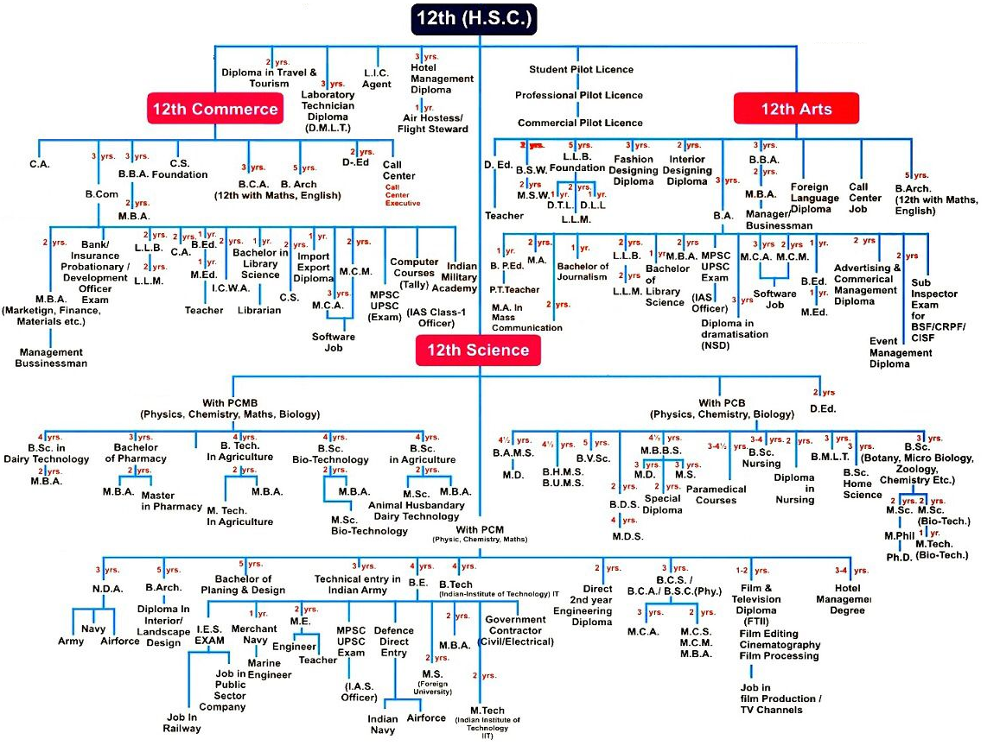 12th (H.S.C.)
2 yrs.
Diploma in Travel &
Tourism
3 yrs.
Laboratory
Technician
Diploma
(D.M.L.T.)
L.I.C.
Agent
3 yrs.
Hotel
Management
Diploma
1 yr.
Air Hostess/
Flight Steward
Student Pilot Licence
Professional Pilot Licence
Commercial Pilot Licence
12th Commerce
12th Arts
C.A.
3 yrs.
B.Com
3 yrs.
B.B.A.
2 yrs.
M.B.A.
C.S.
Foundation
3 yrs.
B.C.A.
5 yrs.
B. Arch
(12th with Maths, English)
2 yrs.
D-.Ed
Call
Center
Call
Center
Executive
D. Ed.
Teacher
yrs.
B.S.W.
2 yrs
M.S.W.
5 yrs.
L.L.B.
Foundation
1 yr.
2 yrs.
1 yr.
D.T.L.
D.L.L
L.L.M.
3 yrs.
Fashion
Designing
Diploma
2 yrs.
Interior
Designing
Diploma
3 yrs.
B.A.
3 yrs.
B.B.A.
2 yrs.
M.B.A.
Manager/
Businessman
Foreign
Language
Diploma
Call
Center
Job
5 yrs.
B.Arch.
(12th with Maths,
English)
2 yrs.
M.B.A.
(Marketign, Finance,
Materials etc.)
Management
Bussinessman
Bank/
Insurance
Probationary /
Development
Officer
Exam
2 yrs.
L.L.B.
2 yrs.
L.L.M.
2 yrs.
C.A.
1 yr.
B.Ed.
1 yr.
M.Ed.
Teacher
2 yrs.
I.C.W.A.
1 yr.
Bachelor in
Library
Science
Librarian
2 yrs.
C.S.
1 yr.
Import
Export
Diploma
3 yrs.
M.C.A.
2 yrs.
M.C.M.
Software
Job
MPSC
UPSC
(Exam)
Computer
Courses
(Tally)
(IAS Class-1
Officer)
Indian
Military
Academy
1 yr.
B. P.Ed.
P.T.Teacher
M.A. In
Mass
Communication
2 yrs.
M.A.
2 yrs.
1 yr.
Bachelor of
Journalism
2 yrs.
L.L.B.
2 yrs
L.L.M.
1 yr
Bachelor
of
Library
Science
2 yrs.
M.B.A.
MPSC
UPSC
Exam
(IAS
Officer)
3 yrs
Diploma in
dramatisation
(NSD)
3 yrs
M.C.A.
2 yrs
M.C.M.
Software
Job
1 yr.
B.Ed.
1 yr.
M.Ed.
2 yrs
Advertising &
Commerical
Management
Diploma
Event
Management
Diploma
2 yrs
Sub
Inspector
Exam
for
BSF/CRPF/
CISF
12th Science
With PCMB
(Physics, Chemistry, Maths, Biology)
With PCB
(Physics, Chemistry, Biology)
2 yrs
D.Ed.
4 yrs.
B.Sc. in
Dairy Technology
2 yrs.
M.B.A.
3 yrs.
Bachelor
of Pharmacy
2 yrs.
M.B.A.
Master
in Pharmacy
4 yrs.
B. Tech.
In Agriculture
2 yrs.
M.B.A.
M. Tech.
In Agriculture
4 yrs.
B.Sc.
Bio-Technology
2 yrs.
M.B.A.
M.Sc.
Bio-Technology
4 yrs.
B.Sc.
in Agriculture
2 yrs.
M.Sc.
M.B.A.
Animal Husbandary
Dairy Technology
4½ yrs.
B.A.M.S.
M.D.
4½ yrs.
B.H.M.S.
B.U.M.S.
5 yrs.
B.V.Sc.
2 yrs.
B.D.S.
4 yrs.
M.D.S.
4½ yrs.
M.B.B.S.
3 yrs.
M.D.
3 yrs.
M.S.
2 yrs.
Special
Diploma
3-4½ yrs.
Paramedical
Courses
3-4 yrs.
B.Sc.
Nursing
2 yrs.
Diploma
in
Nursing
3 yrs.
B.M.L.T.
3 yrs.
B.Sc.
Home
Science
3 yrs.
B.Sc.
(Botany, Micro Biology,
Zoology,
Chemistry Etc.)
2 yrs.
M.Sc.
M.Phil
Ph.D.
2 yrs.
M.Sc.
(Bio-Tech.)
1 yr.
M.Tech.
(Bio-Tech.)
With PCM
(Physic, Chemistry, Maths)
3 yrs.
N.D.A.
Army
Navy
Airforce
5 yrs.
B.Arch.
Diploma In
Interior/
Landscape
Design
5 yrs.
Bachelor of
Planing & Design
3 yrs.
Technical entry in
Indian Army
4 yrs.
B.E.
4 yrs.
B.Tech
(Indian-Institute of Technology) IT
2 yrs.
Direct
2nd year
Engineering
Diploma
3 yrs.
B.C.S./
B.C.A./ B.S.C.(Phy.)
3 yrs.
M.C.A.
2 yrs.
M.C.S.
M.C.M.
M.B.A.
1-2 yrs.
Film &
Television
Diploma
(FTII)
Film Editing
Cinematography
Film Processing
Job in
film Production /
TV Channels
3-4 yrs.
Hotel
Managemer
Degree
I.E.S.
EXAM
Job In
Railway
Job in
Public
Sector
Company
1 yr.
Merchant
Navy
Marine
Engineer
2 yrs.
M.E.
Engineer
Teacher
MPSC
UPSC
Exam
(I.A.S.
Officer)
Defence
Direct
Entry
Indian
Navy
Airforce
2 yrs.
M.S.
(Foreign
University)
2 yrs.
M.B.A.
2 yrs.
M.Tech
(Indian Institute of
Technology
IIT)
Government
Contractor
(Civil/Electrical)